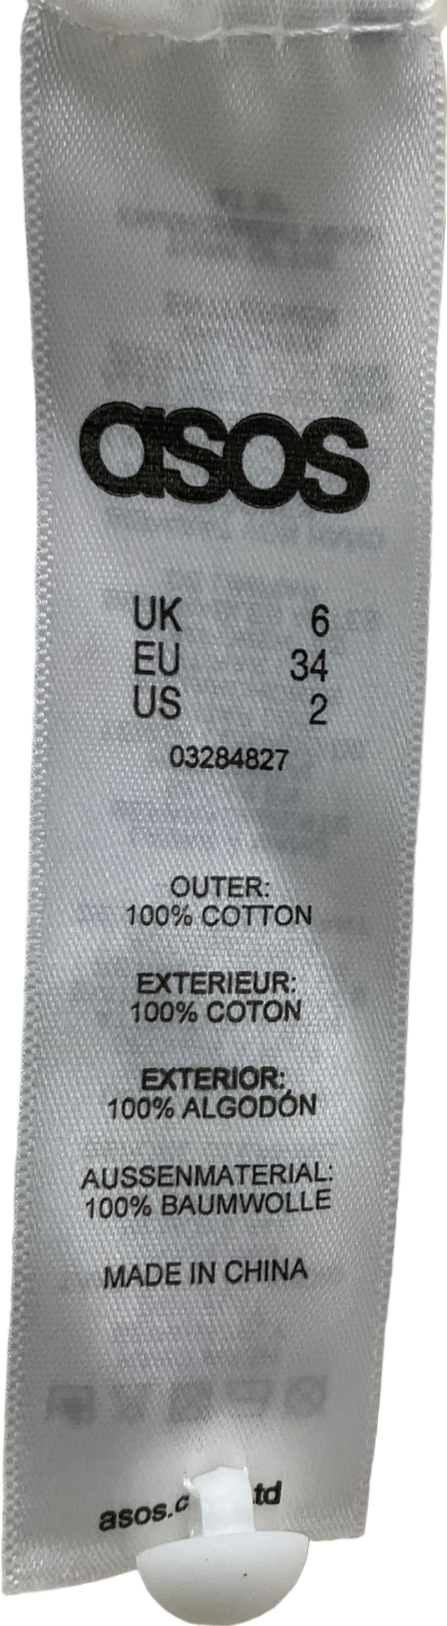 asos
UK 6
EU 34
US 2
03284827
OUTER:
100% COTTON
EXTERIEUR:
100% COTON
EXTERIOR:
100% ALGODÓN
AUSSENMATERIAL:
100% BAUMWOLLE
MADE IN CHINA